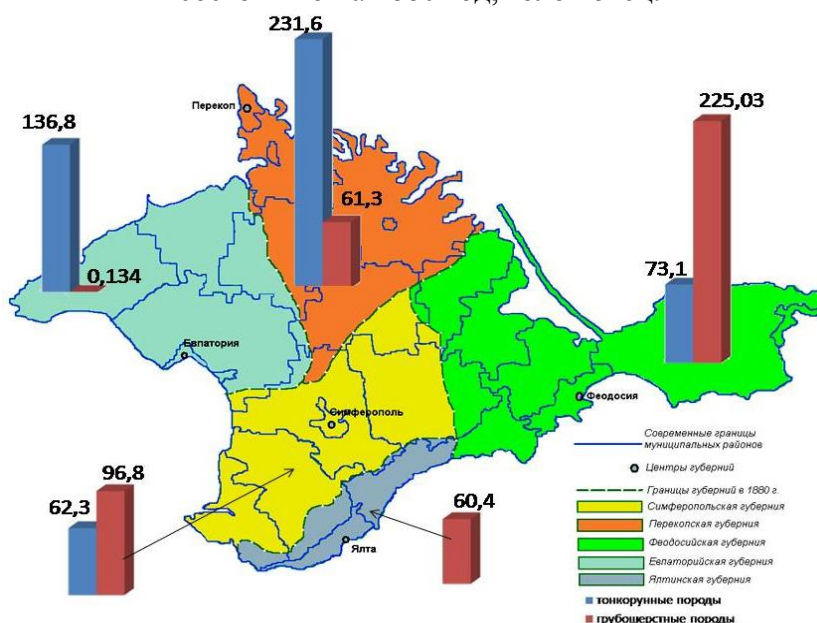 231,6
Перекоп
136,8
225,03
61,3
0,134
73,1
Евпатория
Симферополь
Феодосия
Современные границы
муниципальных районов
Центры губерний
Границы губерний в 1880 г.
96,8
62,3
60,4
Ялта
Симферопольская губерния
Перекопская губерния
Феодосийская губерния
Евпаторийская губерния
Ялтинская губерния
тонкорунные породы
грубошерстные породы